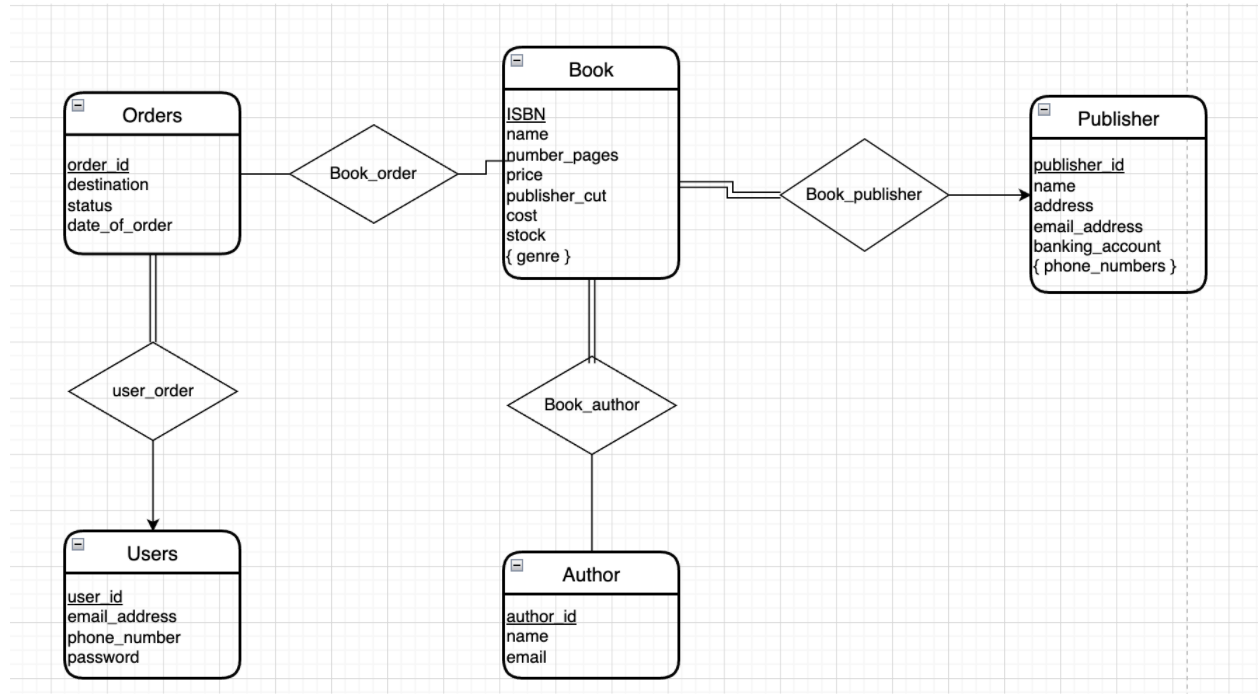 Orders
order_id
destination
status
date_of_order
Book_order
Book
ISBN
name
number_pages
price
publisher_cut
cost
stock
{ genre }
Book_publisher
Publisher
publisher_id
name
address
email_address
banking_account
{ phone_numbers }
user_order
Book_author
Users
user_id
email_address
phone_number
password
Author
author_id
name
email